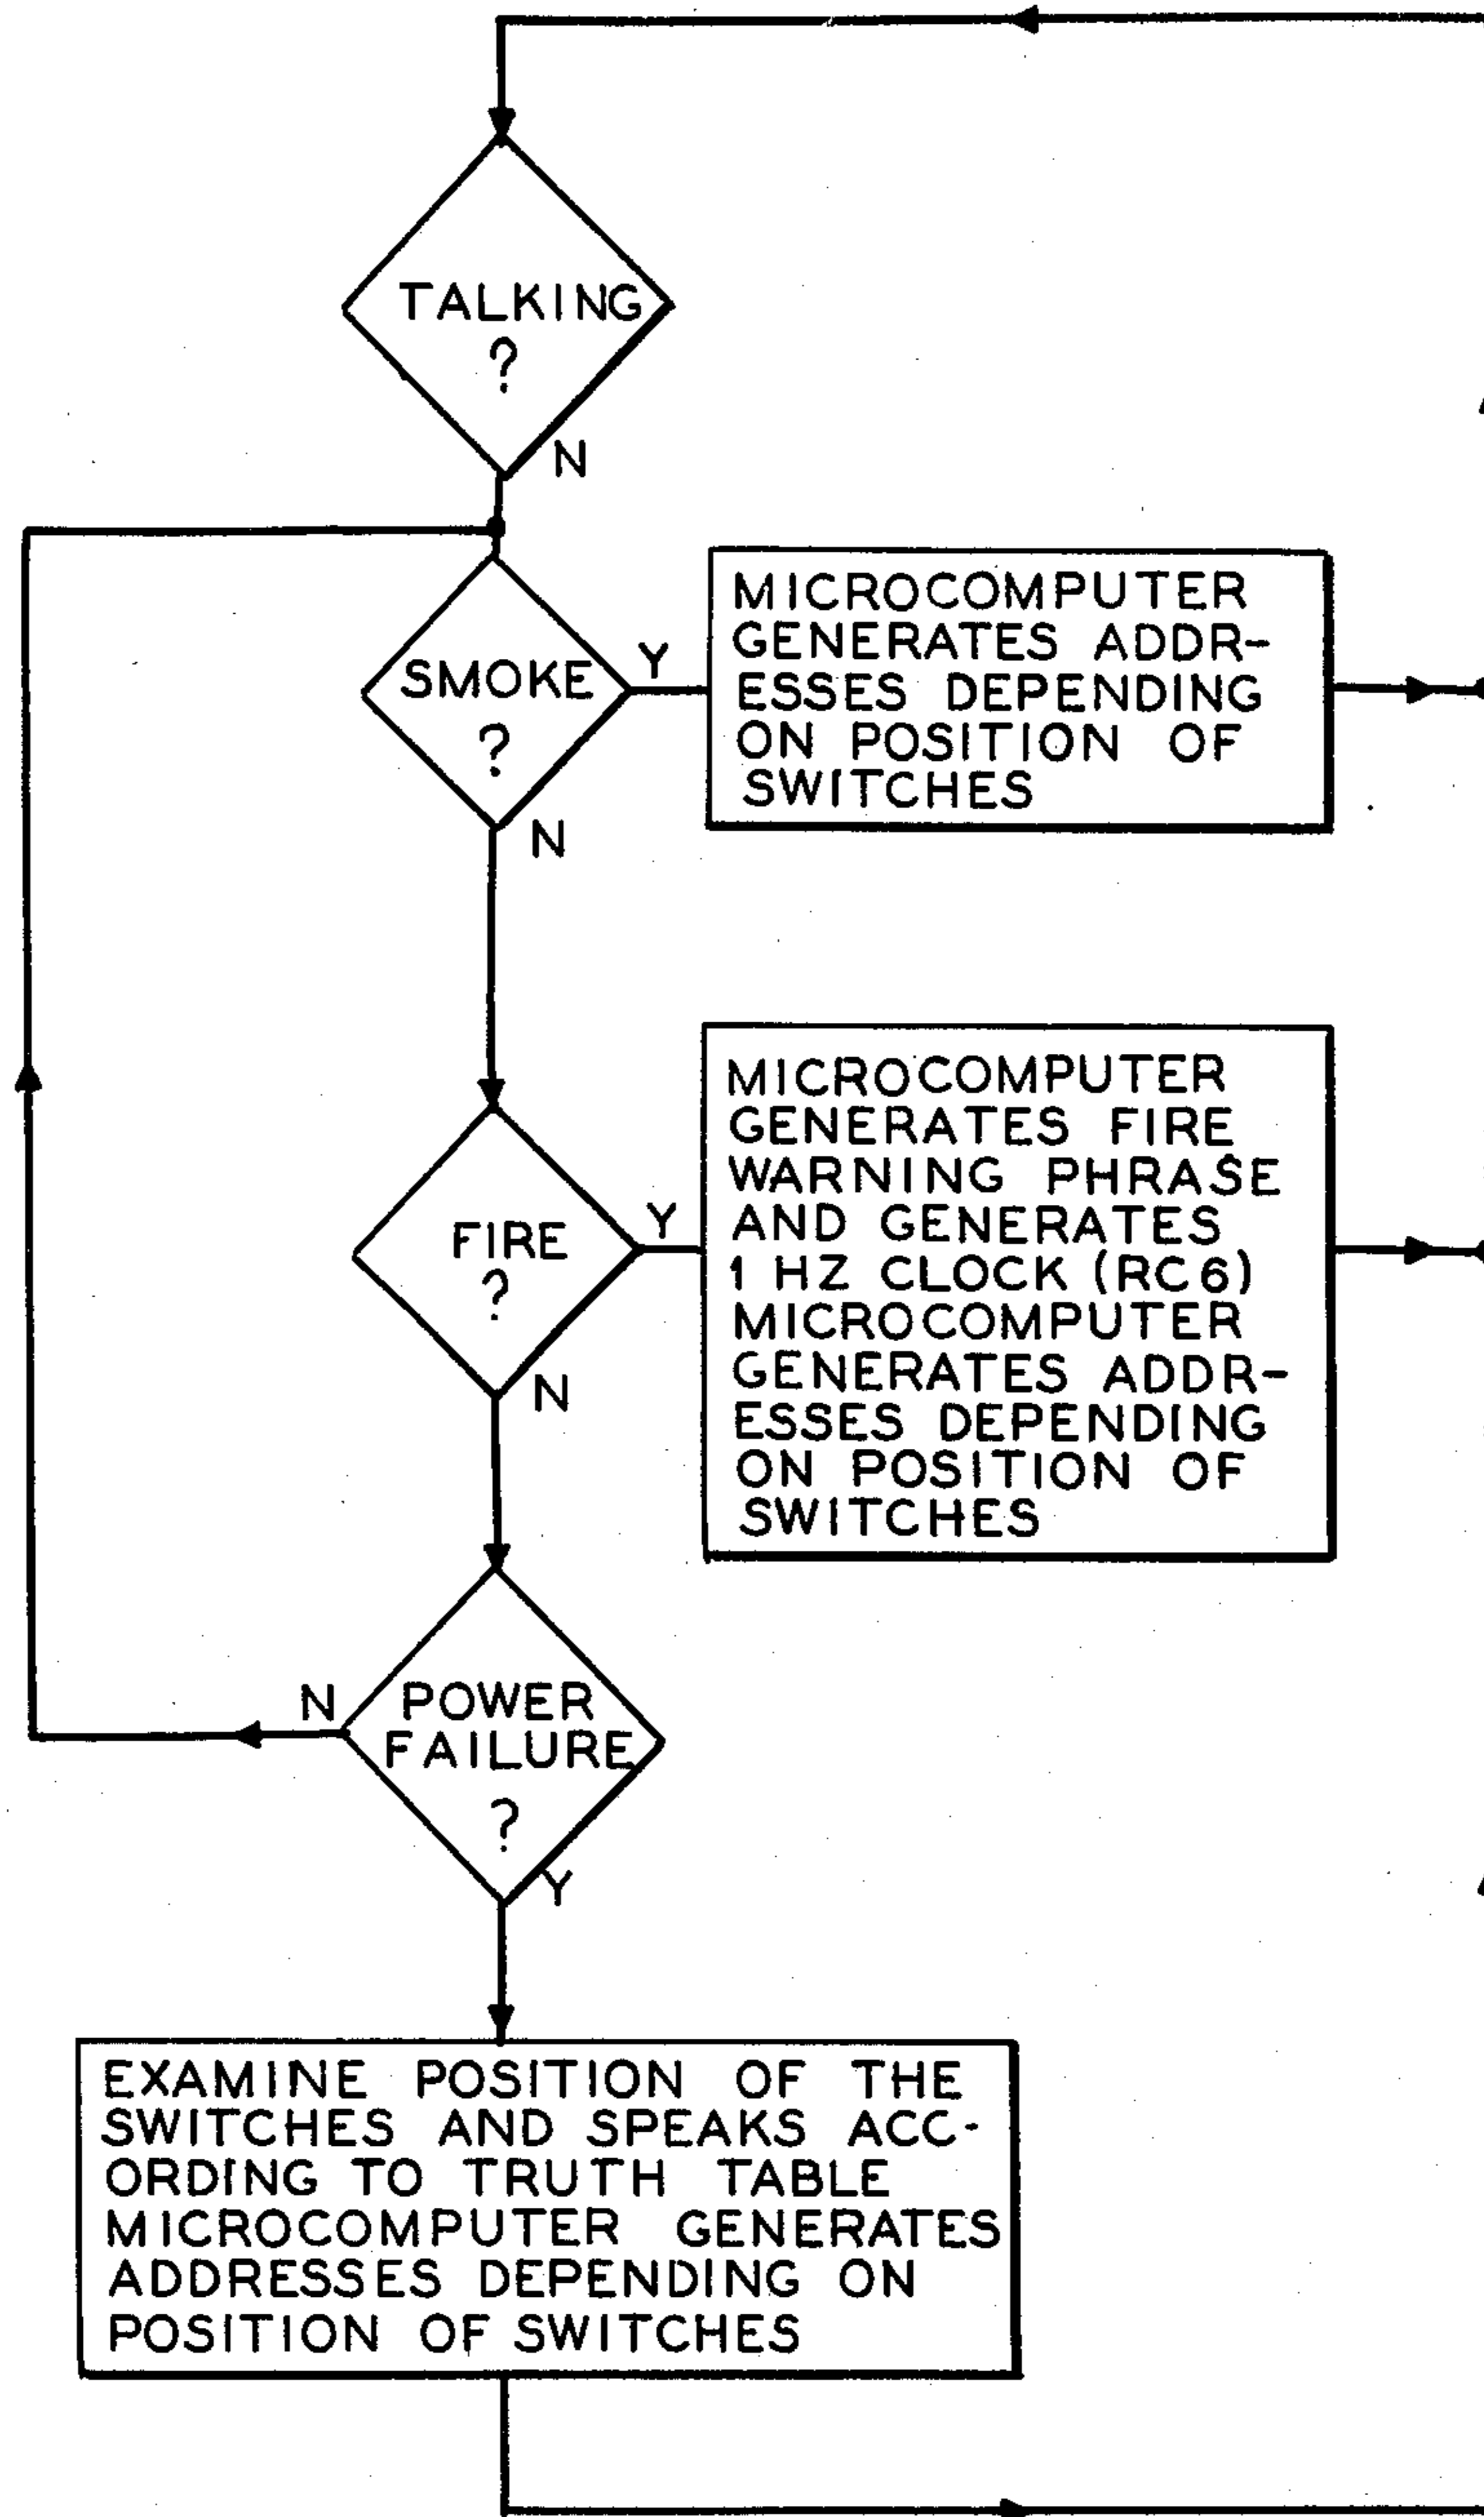 TALKING
?
N
SMOKE
?
Y
N
MICROCOMPUTER
GENERATES ADDR-
ESSES DEPENDING
ON POSITION OF
SWITCHES
FIRE
?
Y
N
MICROCOMPUTER
GENERATES FIRE
WARNING PHRASE
AND GENERATES
1 HZ CLOCK (RC6)
MICROCOMPUTER
GENERATES ADDR-
ESSES DEPENDING
ON POSITION OF
SWITCHES
N
POWER
FAILURE
?
Y
EXAMINE POSITION OF THE
SWITCHES AND SPEAKS ACC-
ORDING TO TRUTH TABLE
MICROCOMPUTER GENERATES
ADDRESSES DEPENDING ON
POSITION OF SWITCHES